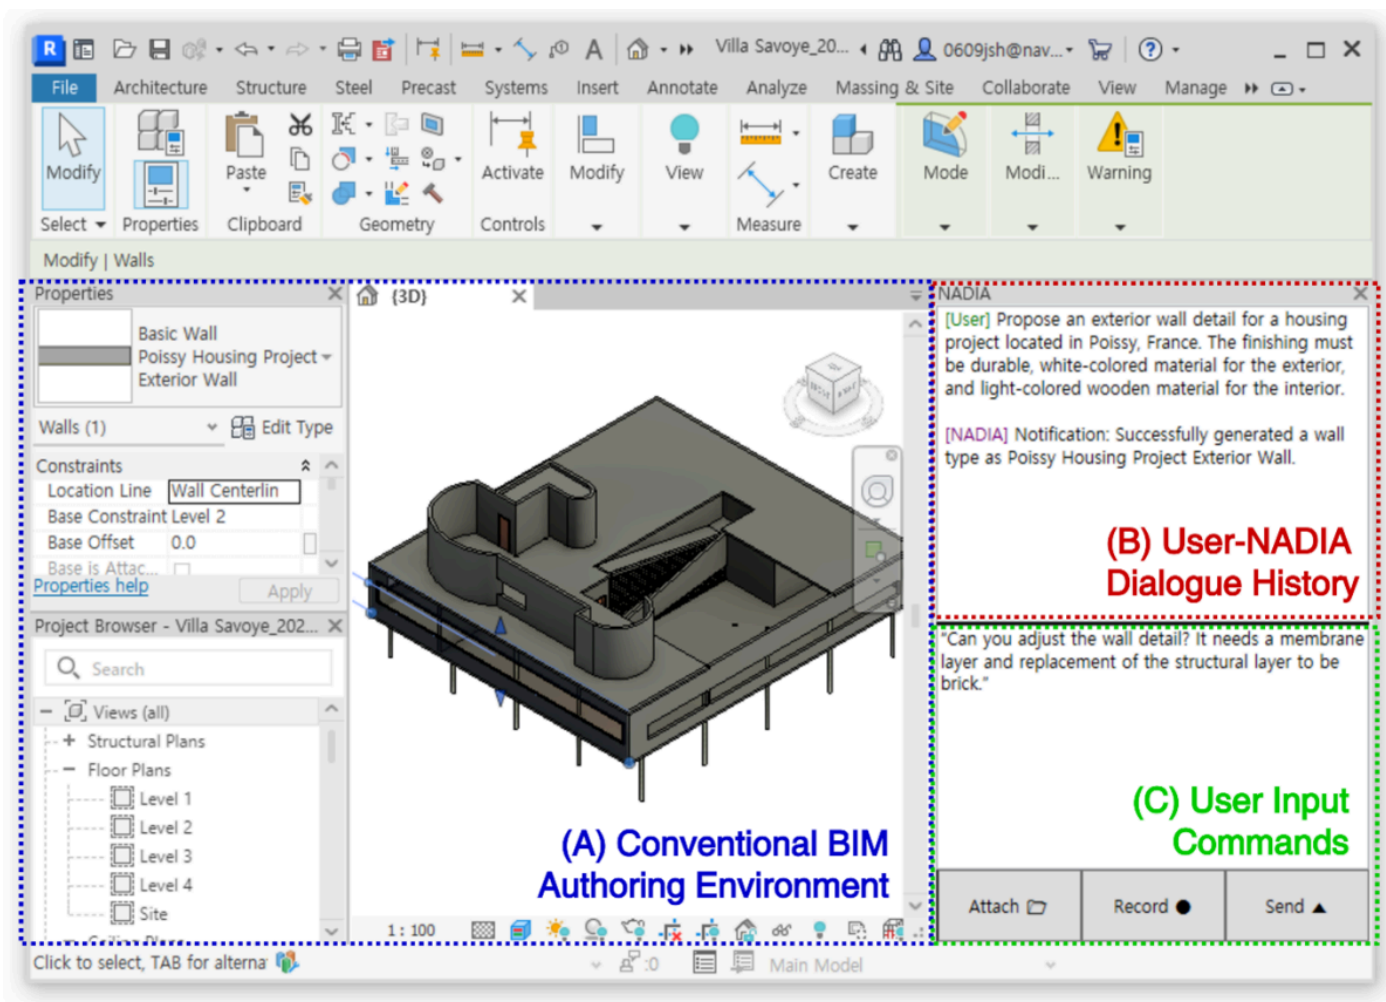 R
A
Villa Savoye_20...
0609jsh@nav...
?
File Architecture Structure Steel Precast Systems Insert Annotate Analyze Massing & Site Collaborate View Manage
Modify
Paste
Activate
Modify
View
Create
Mode
Modi...
Warning
Select
Properties
Clipboard
Geometry
Controls
Measure
Modify | Walls
Properties
Basic Wall
Poissy Housing Project
Exterior Wall
Walls (1)
Edit Type
Constraints
Location Line Wall Centerlin
Base Constraint Level 2
Base Offset 0.0
Base is Attac...
Properties help
Apply
Project Browser - Villa Savoye_202...
Search
Views (all)
Structural Plans
Floor Plans
Level 1
Level 2
Level 3
Level 4
Site
Ceiling Plans
{3D}
(A) Conventional BIM
Authoring Environment
1 : 100
NADIA
[User] Propose an exterior wall detail for a housing
project located in Poissy, France. The finishing must
be durable, white-colored material for the exterior,
and light-colored wooden material for the interior.
[NADIA] Notification: Successfully generated a wall
type as Poissy Housing Project Exterior Wall.
(B) User-NADIA
Dialogue History
"Can you adjust the wall detail? It needs a membrane
layer and replacement of the structural layer to be
brick."
(C) User Input
Commands
Attach
Record
Send
Click to select, TAB for alterna
:0
Main Model